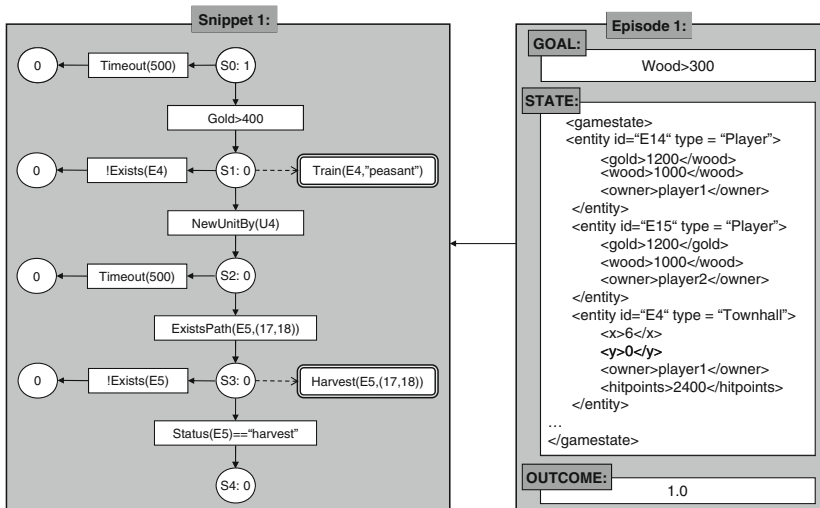 Snippet 1:
0
Timeout(500)
S0: 1
Gold>400
0
!Exists(E4)
S1: 0
Train(E4,”peasant”)
NewUnitBy(U4)
0
Timeout(500)
S2: 0
ExistsPath(E5,(17,18))
0
!Exists(E5)
S3: 0
Harvest(E5,(17,18))
Status(E5)==“harvest”
S4: 0
Episode 1:
GOAL:
Wood>300
STATE:
<gamestate>
<entity id=“E14“ type = “Player”>
<gold>1200</wood>
<wood>1000</wood>
<owner>player1</owner>
</entity>
<entity id=“E15“ type = “Player”>
<gold>1200</gold>
<wood>1000</wood>
<owner>player2</owner>
</entity>
<entity id=“E4“ type = “Townhall”>
<x>6</x>
<y>0</y>
<owner>player1</owner>
<hitpoints>2400</hitpoints>
</entity>
…
</gamestate>
OUTCOME:
1.0